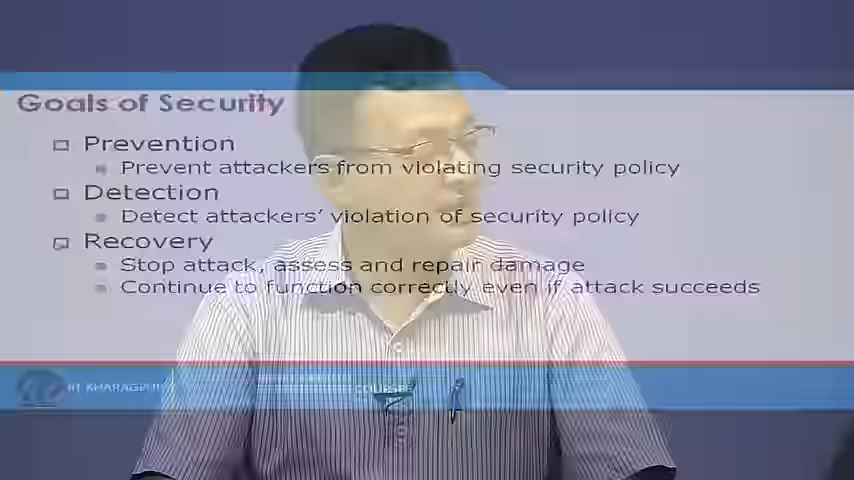 Goals of Security
Prevention
Prevent attackers from violating security policy
Detection
Detect attackers' violation of security policy
Recovery
Stop attack, assess and repair damage
Continue to function correctly even if attack succeeds
IIT KHARAGPUR
COURSES